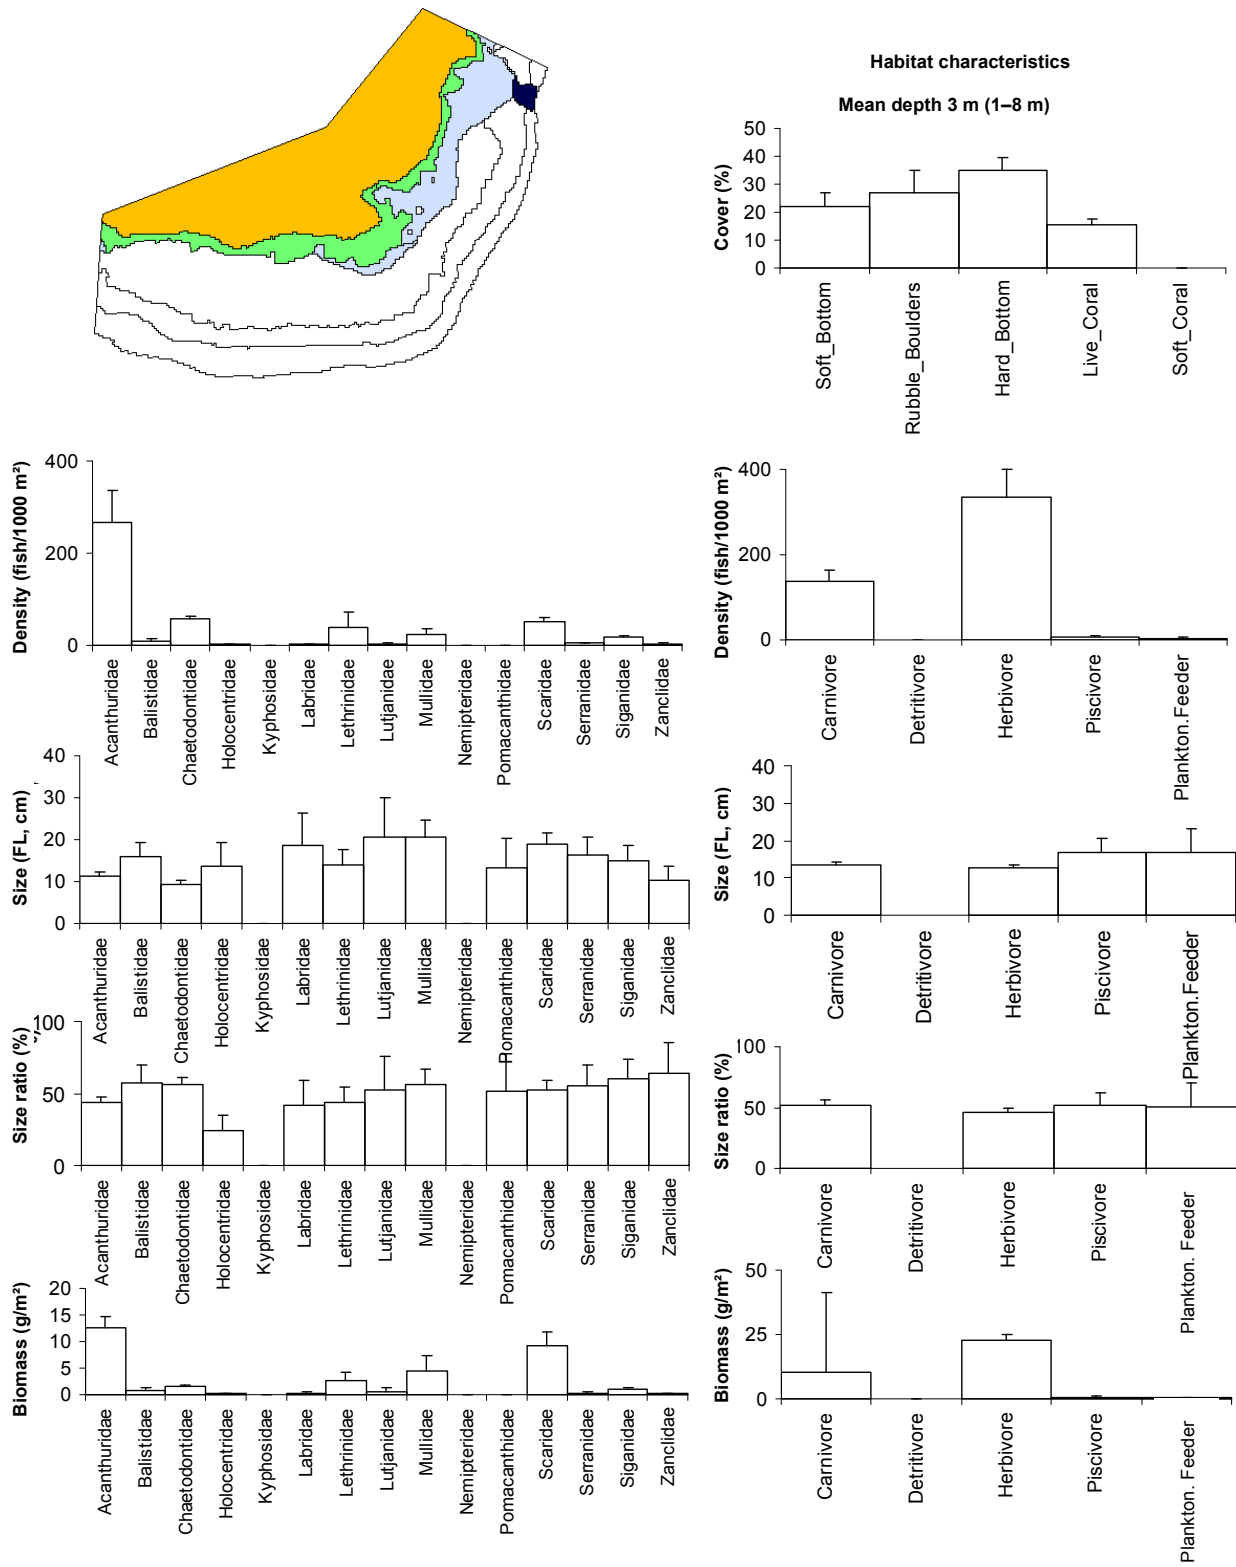 Habitat characteristics
Mean depth 3 m (1–8 m)
Cover (%)
50
40
30
20
10
0
Soft_Bottom
Rubble_Boulders
Hard_Bottom
Live_Coral
Soft_Coral
Density (fish/1000 m²)
400
200
0
Acanthuridae
Balistidae
Chaetodontidae
Holocentridae
Kyphosidae
Labridae
Lethrinidae
Lutjanidae
Mullidae
Nemipteridae
Pomacanthidae
Scaridae
Serranidae
Siganidae
Zanclidae
Density (fish/1000 m²)
400
200
0
Carnivore
Detritivore
Herbivore
Piscivore
Plankton.Feeder
Size (FL, cm)
40
30
20
10
0
Acanthuridae
Balistidae
Chaetodontidae
Holocentridae
Kyphosidae
Labridae
Lethrinidae
Lutjanidae
Mullidae
Nemipteridae
Pomacanthidae
Scaridae
Serranidae
Siganidae
Zanclidae
Size (FL, cm)
40
30
20
10
0
Carnivore
Detritivore
Herbivore
Piscivore
Plankton.Feeder
Size ratio (%)
100
50
0
Acanthuridae
Balistidae
Chaetodontidae
Holocentridae
Kyphosidae
Labridae
Lethrinidae
Lutjanidae
Mullidae
Nemipteridae
Pomacanthidae
Scaridae
Serranidae
Siganidae
Zanclidae
Size ratio (%)
100
50
0
Carnivore
Detritivore
Herbivore
Piscivore
Plankton. Feeder
Biomass (g/m²)
20
15
10
5
0
Acanthuridae
Balistidae
Chaetodontidae
Holocentridae
Kyphosidae
Labridae
Lethrinidae
Lutjanidae
Mullidae
Nemipteridae
Pomacanthidae
Scaridae
Serranidae
Siganidae
Zanclidae
Biomass (g/m²)
50
25
0
Carnivore
Detritivore
Herbivore
Piscivore
Plankton. Feeder